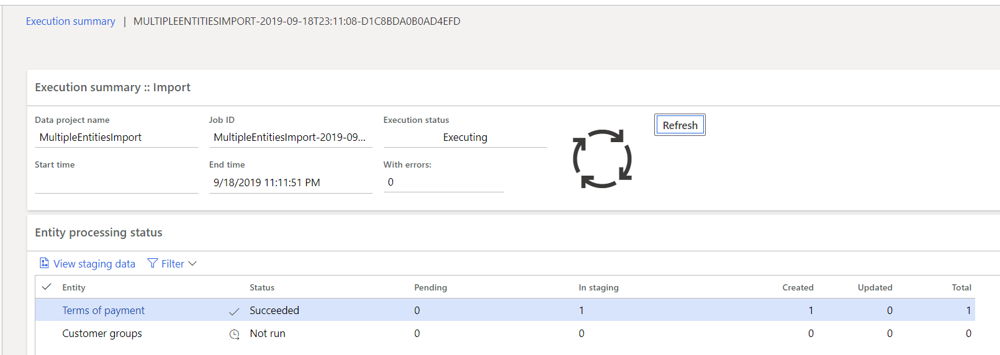 Execution summary | MULTIPLEENTITIESIMPORT-2019-09-18T23:11:08-D1C8BDA0B0AD4EFD
Execution summary :: Import
Data project name Job ID Execution status
MultipleEntitiesImport MultipleEntitiesImport-2019-09... Executing Refresh
Start time End time With errors:
9/18/2019 11:11:51 PM 0
Entity processing status
View staging data Filter
Entity Status Pending In staging Created Updated Total
Terms of payment Succeeded 0 1 1 0 1
Customer groups Not run 0 0 0 0 0